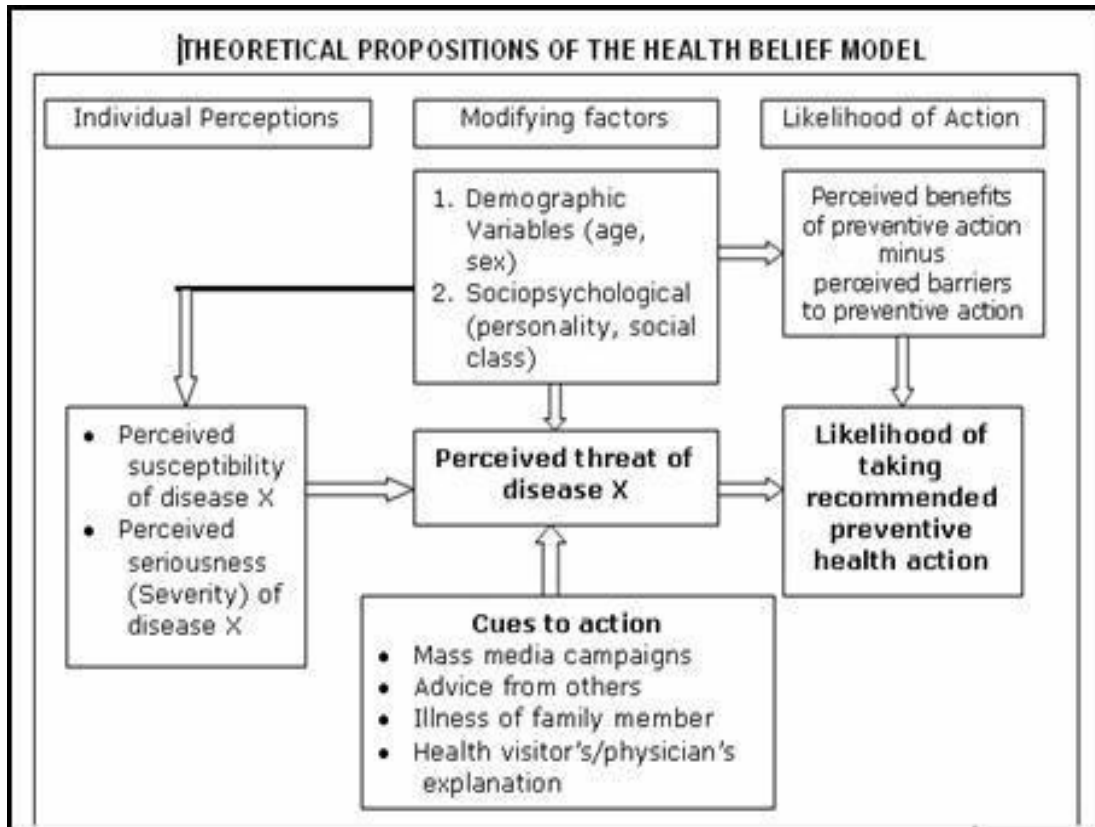 THEORETICAL PROPOSITIONS OF THE HEALTH BELIEF MODEL
Individual Perceptions
Modifying factors
Likelihood of Action
1. Demographic
Variables (age,
sex)
2. Sociopsychological
(personality, social
class)
Perceived benefits
of preventive action
minus
perceived barriers
to preventive action
• Perceived
susceptibility
of disease X
• Perceived
seriousness
(Severity) of
disease X
Perceived threat of
disease X
Likelihood of
taking
recommended
preventive
health action
Cues to action
• Mass media campaigns
• Advice from others
• Illness of family member
• Health visitor's/physician's
explanation